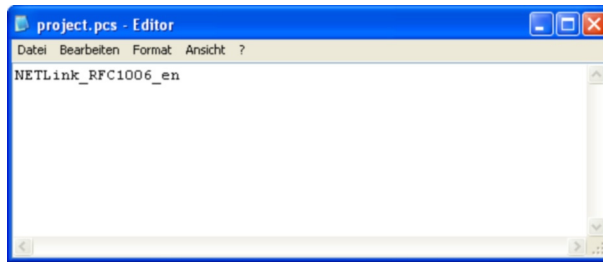 project.pcs - Editor
Datei Bearbeiten Format Ansicht ?
NETLink_RFC1006_en